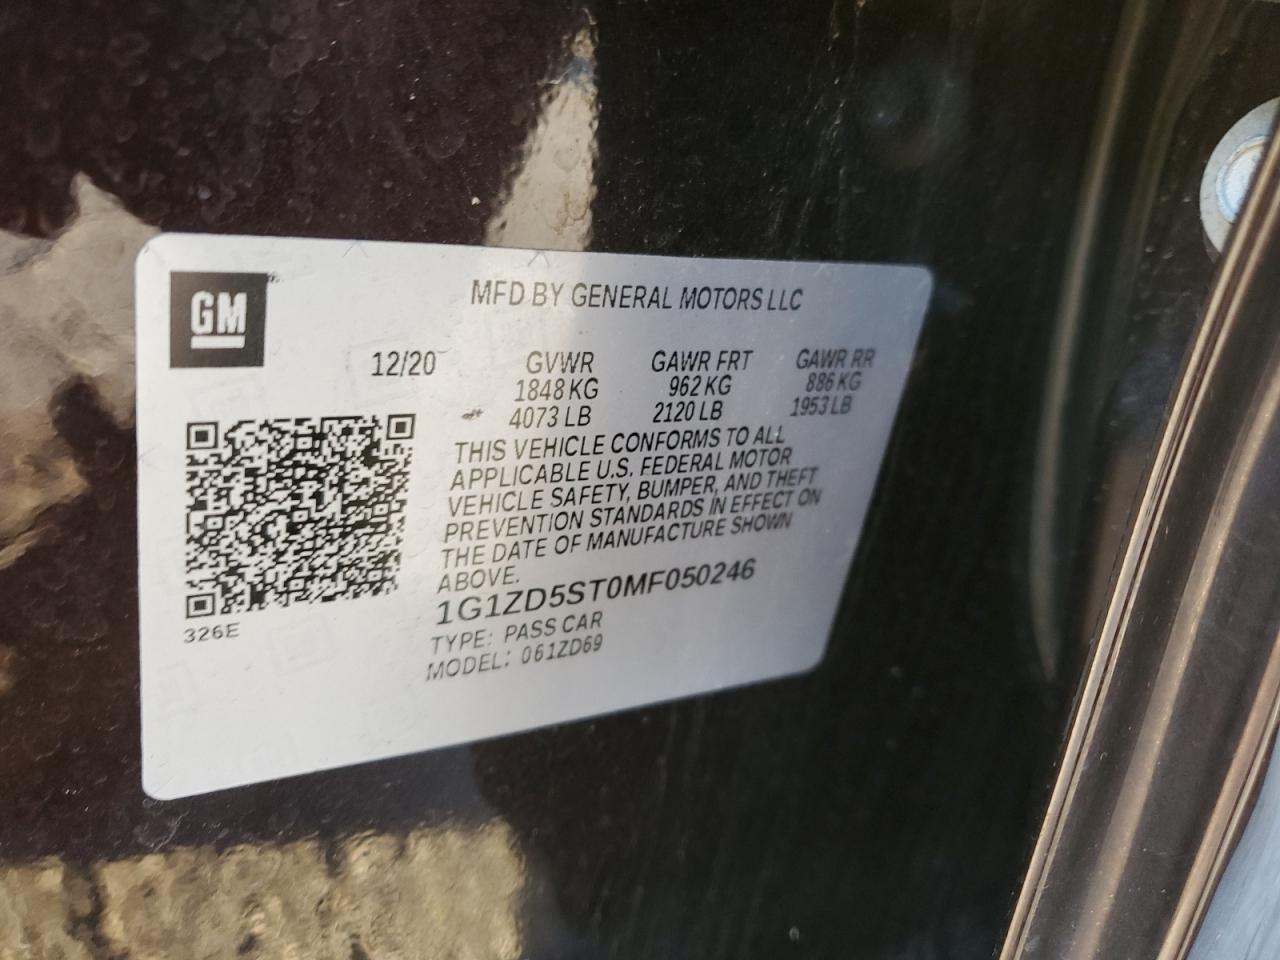 GM
MFD BY GENERAL MOTORS LLC
12/20 GVWR GAWR FRT GAWR RR
1848 KG 962 KG 886 KG
4073 LB 2120 LB 1953 LB
THIS VEHICLE CONFORMS TO ALL
APPLICABLE U.S. FEDERAL MOTOR
VEHICLE SAFETY, BUMPER, AND THEFT
PREVENTION STANDARDS IN EFFECT ON
THE DATE OF MANUFACTURE SHOWN
ABOVE.
1G1ZD5ST0MF050246
326E
TYPE: PASS CAR
MODEL: 061ZD69